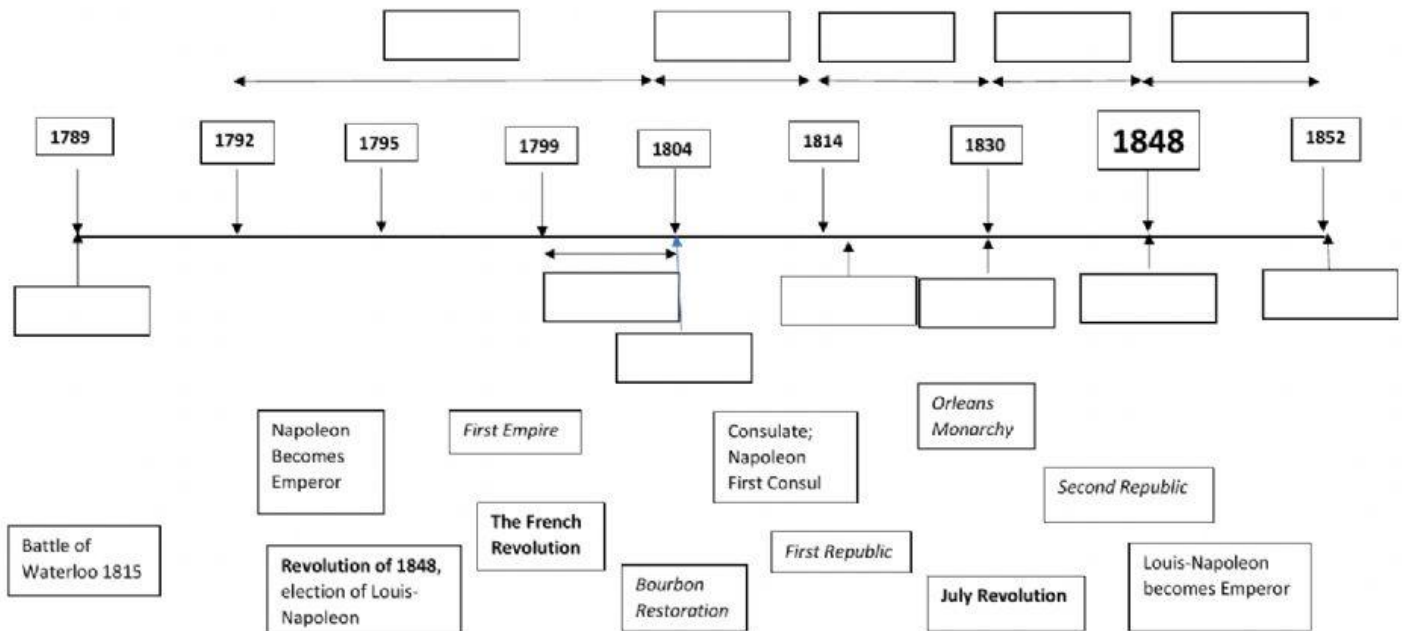 1789
1792
1795
1799
1804
1814
1830
1848
1852
Napoleon
Becomes
Emperor
First Empire
Consulate;
Napoleon
First Consul
Orleans
Monarchy
Second Republic
Battle of
Waterloo 1815
The French
Revolution
Revolution of 1848,
election of Louis-
Napoleon
Bourbon
Restoration
First Republic
July Revolution
Louis-Napoleon
becomes Emperor